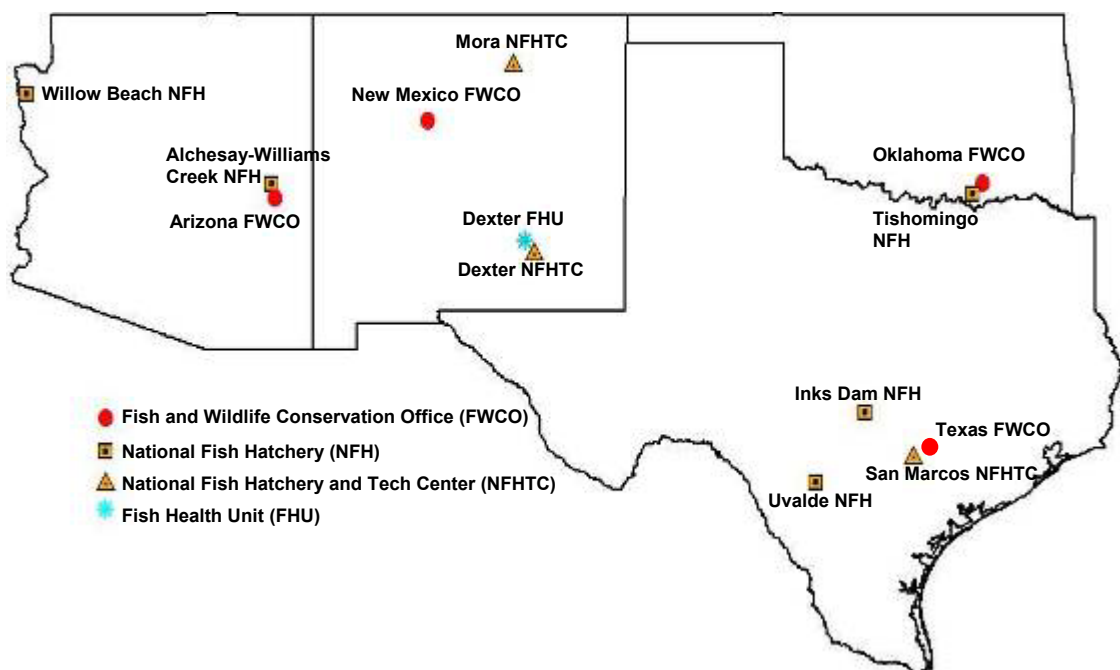 Mora NFHTC
Willow Beach NFH
New Mexico FWCO
Alchesay-Williams
Creek NFH
Oklahoma FWCO
Arizona FWCO
Tishomingo
NFH
Dexter FHU
Dexter NFHTC
Inks Dam NFH
Fish and Wildlife Conservation Office (FWCO)
Texas FWCO
National Fish Hatchery (NFH)
San Marcos NFHTC
National Fish Hatchery and Tech Center (NFHTC)
Uvalde NFH
Fish Health Unit (FHU)